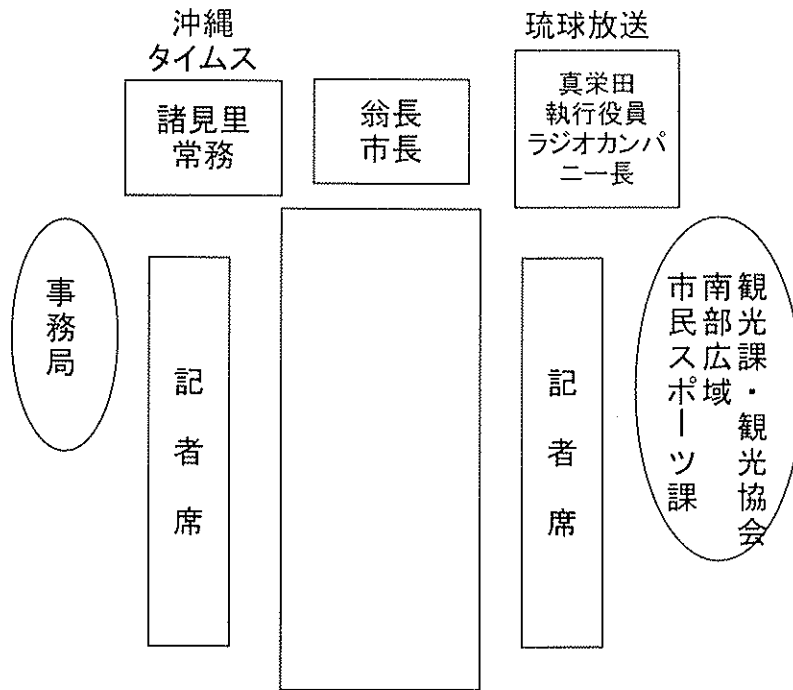 沖縄
タイムス
諸見里
常務
翁長
市長
琉球放送
真栄田
執行役員
ラジオカンパ
ニー長
事務局
記者席
記者席
観光課・観光協会
南部広域
市民スポーツ課